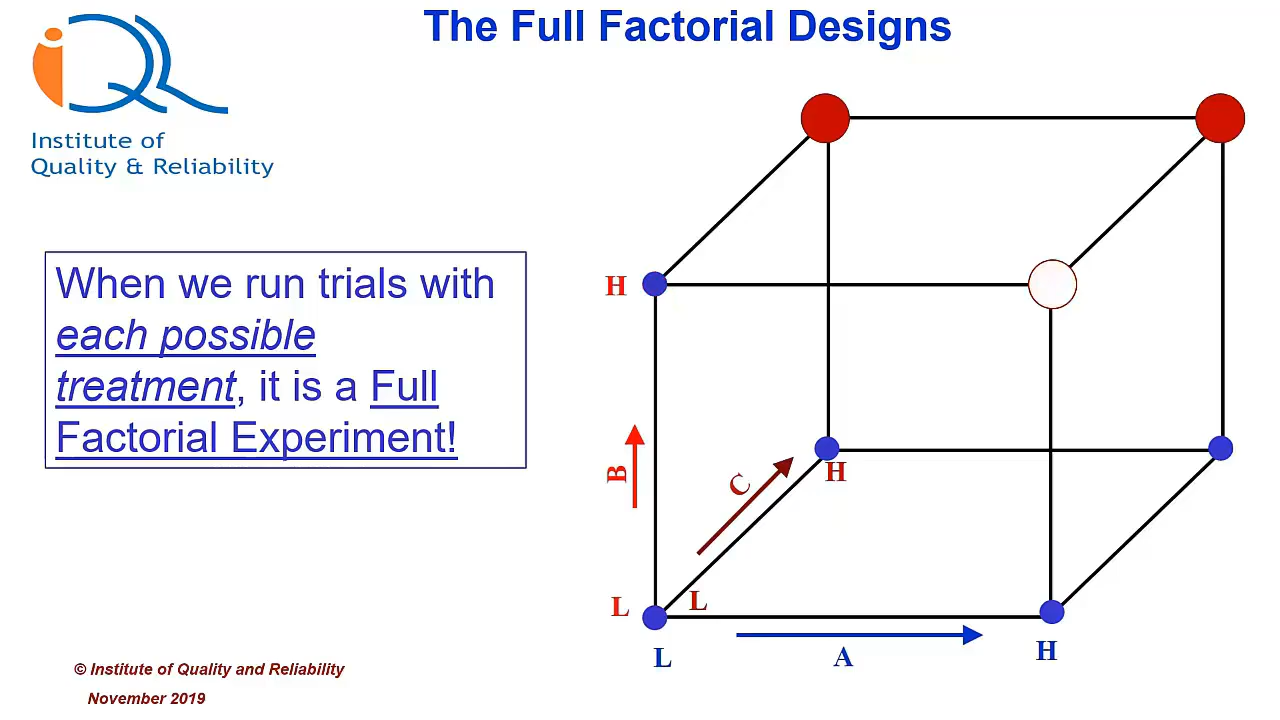 The Full Factorial Designs
iQR
Institute of
Quality & Reliability
When we run trials with
each possible
treatment, it is a Full
Factorial Experiment!
H
B
C
H
L
L
L
A
H
© Institute of Quality and Reliability
November 2019